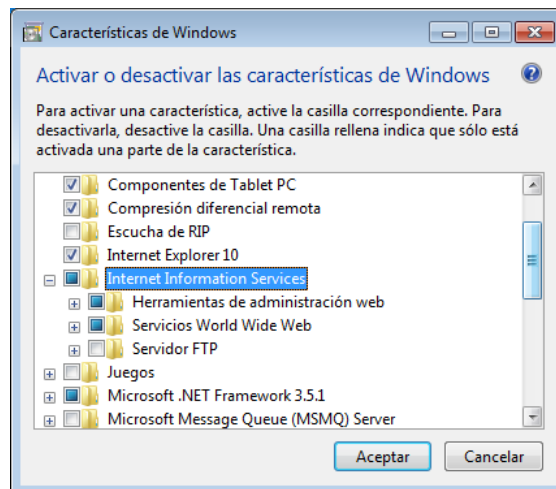 Características de Windows
Activar o desactivar las características de Windows
Para activar una característica, active la casilla correspondiente. Para
desactivarla, desactive la casilla. Una casilla rellena indica que sólo está
activada una parte de la característica.
Componentes de Tablet PC
Compresión diferencial remota
Escucha de RIP
Internet Explorer 10
Internet Information Services
Herramientas de administración web
Servicios World Wide Web
Servidor FTP
Juegos
Microsoft .NET Framework 3.5.1
Microsoft Message Queue (MSMQ) Server
Aceptar
Cancelar